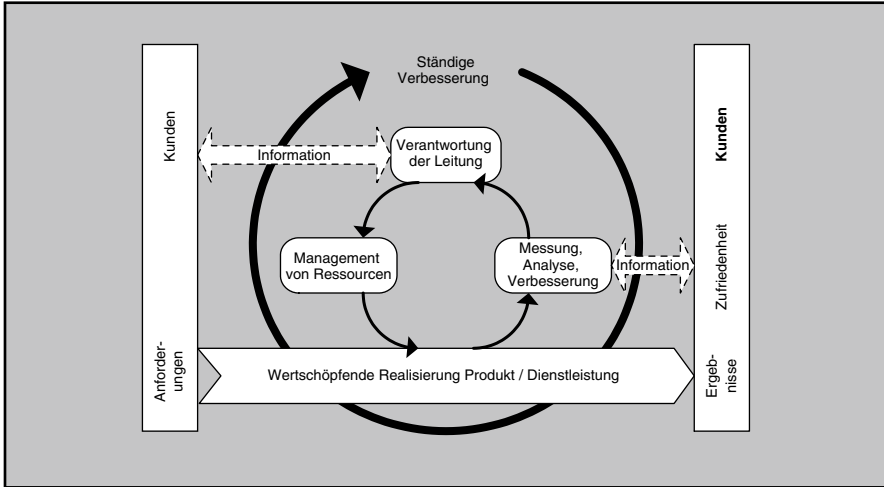 Ständige
Verbesserung
Kunden
Information
Verantwortung
der Leitung
Kunden
Management
von Ressourcen
Messung,
Analyse,
Verbesserung
Information
Zufriedenheit
Anforder-
ungen
Wertschöpfende Realisierung Produkt / Dienstleistung
Ergeb-
nisse